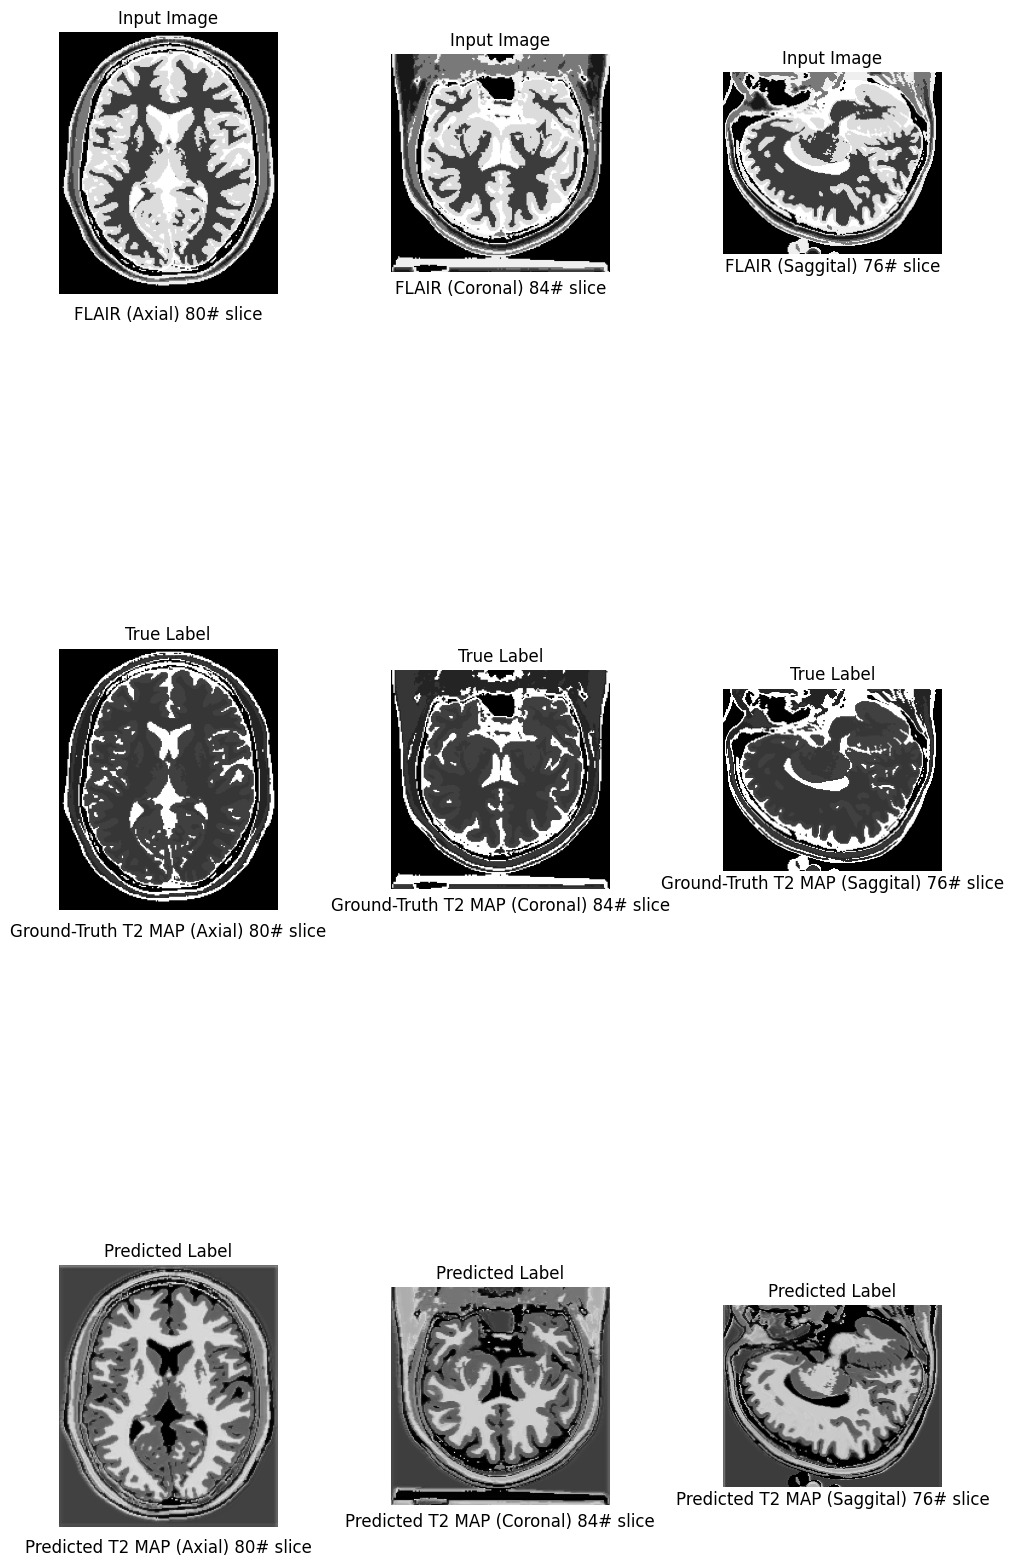 Input Image
Input Image
Input Image
FLAIR (Axial) 80# slice
FLAIR (Coronal) 84# slice
FLAIR (Saggital) 76# slice
True Label
True Label
True Label
Ground-Truth T2 MAP (Axial) 80# slice
Ground-Truth T2 MAP (Coronal) 84# slice
Ground-Truth T2 MAP (Saggital) 76# slice
Predicted Label
Predicted Label
Predicted Label
Predicted T2 MAP (Axial) 80# slice
Predicted T2 MAP (Coronal) 84# slice
Predicted T2 MAP (Saggital) 76# slice